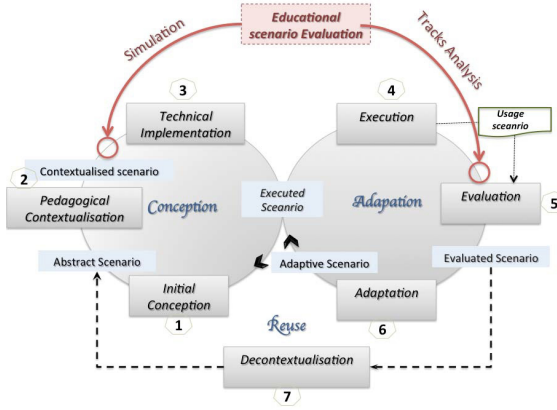 Educational
scenario Evaluation
Simulation
Tracks Analysis
3
Technical
Implementation
4
Execution
Usage
sceanrio
2
Contextualised scenario
Pedagogical
Contextualisation
Conception
Executed
Sceanrio
Adapation
Evaluation
5
Abstract Scenario
Adaptive Scenario
Evaluated Scenario
Initial
Conception
1
Adaptation
6
Reuse
Decontextualisation
7